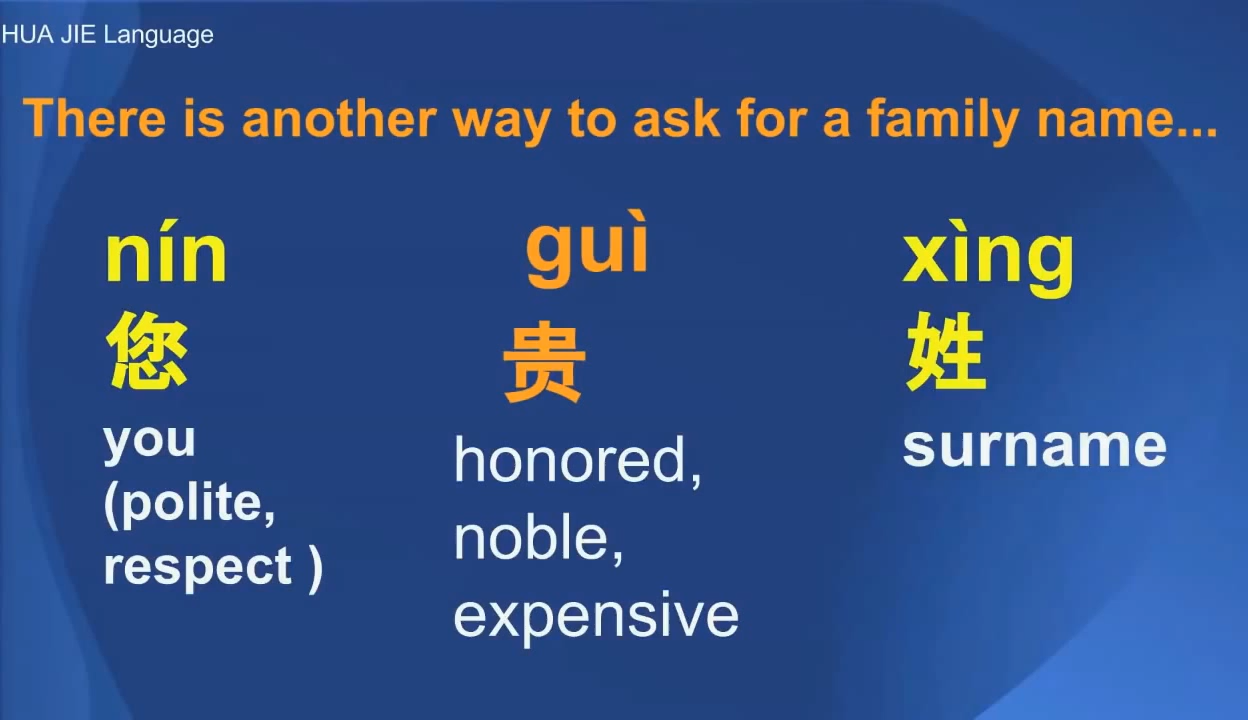 HUA JIE Language
There is another way to ask for a family name...
nín guì xìng
您 贵 姓
you
(polite,
respect )
honored,
noble,
expensive
surname